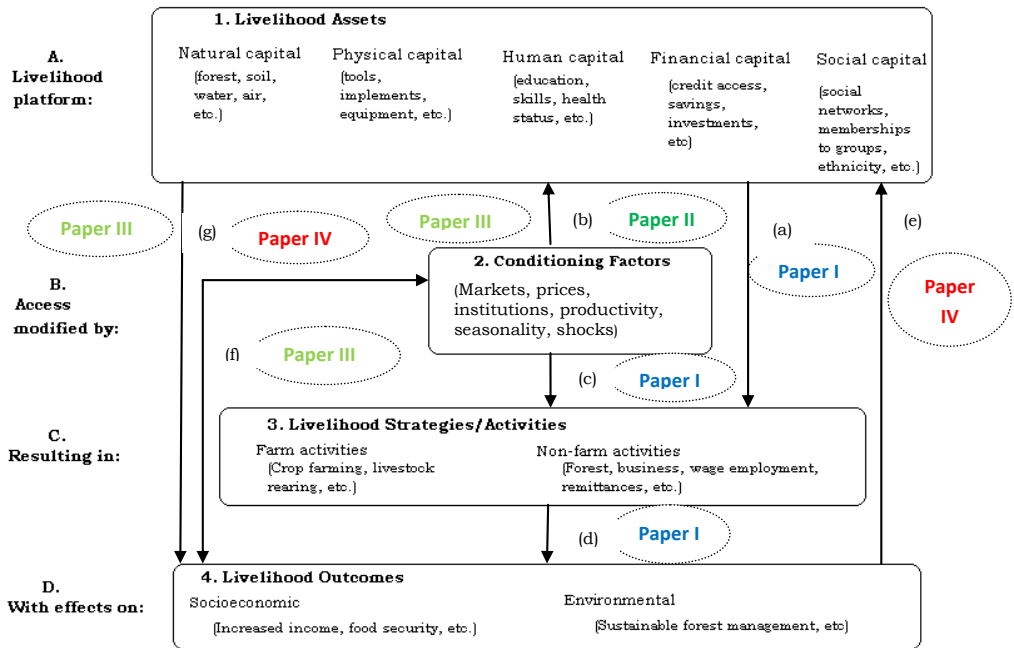 1. Livelihood Assets
A.
Livelihood
platform:
Natural capital
(forest, soil,
water, air,
etc.)
Physical capital
(tools,
implements,
equipment, etc.)
Human capital
(education,
skills, health
status, etc.)
Financial capital
(credit access,
savings,
investments,
etc)
Social capital
(social
networks,
memberships
to groups,
ethnicity, etc.)
Paper III
(g)
Paper IV
Paper III
(b)
Paper II
(a)
Paper I
(e)
Paper
IV
B.
Access
modified by:
2. Conditioning Factors
(Markets, prices,
institutions, productivity,
seasonality, shocks)
(f)
Paper III
(c)
Paper I
C.
Resulting in:
3. Livelihood Strategies/Activities
Farm activities
(Crop farming, livestock
rearing, etc.)
Non-farm activities
(Forest, business, wage employment,
remittances, etc.)
(d)
Paper I
D.
With effects on:
4. Livelihood Outcomes
Socioeconomic
(Increased income, food security, etc.)
Environmental
(Sustainable forest management, etc)